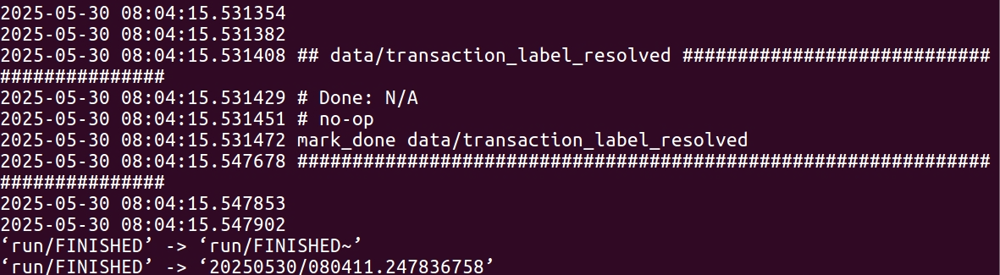 2025-05-30 08:04:15.531354
2025-05-30 08:04:15.531382
2025-05-30 08:04:15.531408 ## data/transaction_label_resolved ############################
###############
2025-05-30 08:04:15.531429 # Done: N/A
2025-05-30 08:04:15.531451 # no-op
2025-05-30 08:04:15.531472 mark_done data/transaction_label_resolved
2025-05-30 08:04:15.547678 ###############################################################
###############
2025-05-30 08:04:15.547853
2025-05-30 08:04:15.547902
‘run/FINISHED’ -> ‘run/FINISHED~’
‘run/FINISHED’ -> ‘20250530/080411.247836758’